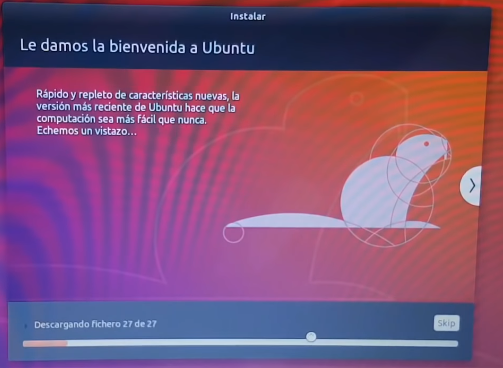 Instalar
Le damos la bienvenida a Ubuntu
Rápido y repleto de características nuevas, la
versión más reciente de Ubuntu hace que la
computación sea más fácil que nunca.
Echemos un vistazo...
Descargando fichero 27 de 27
Skip